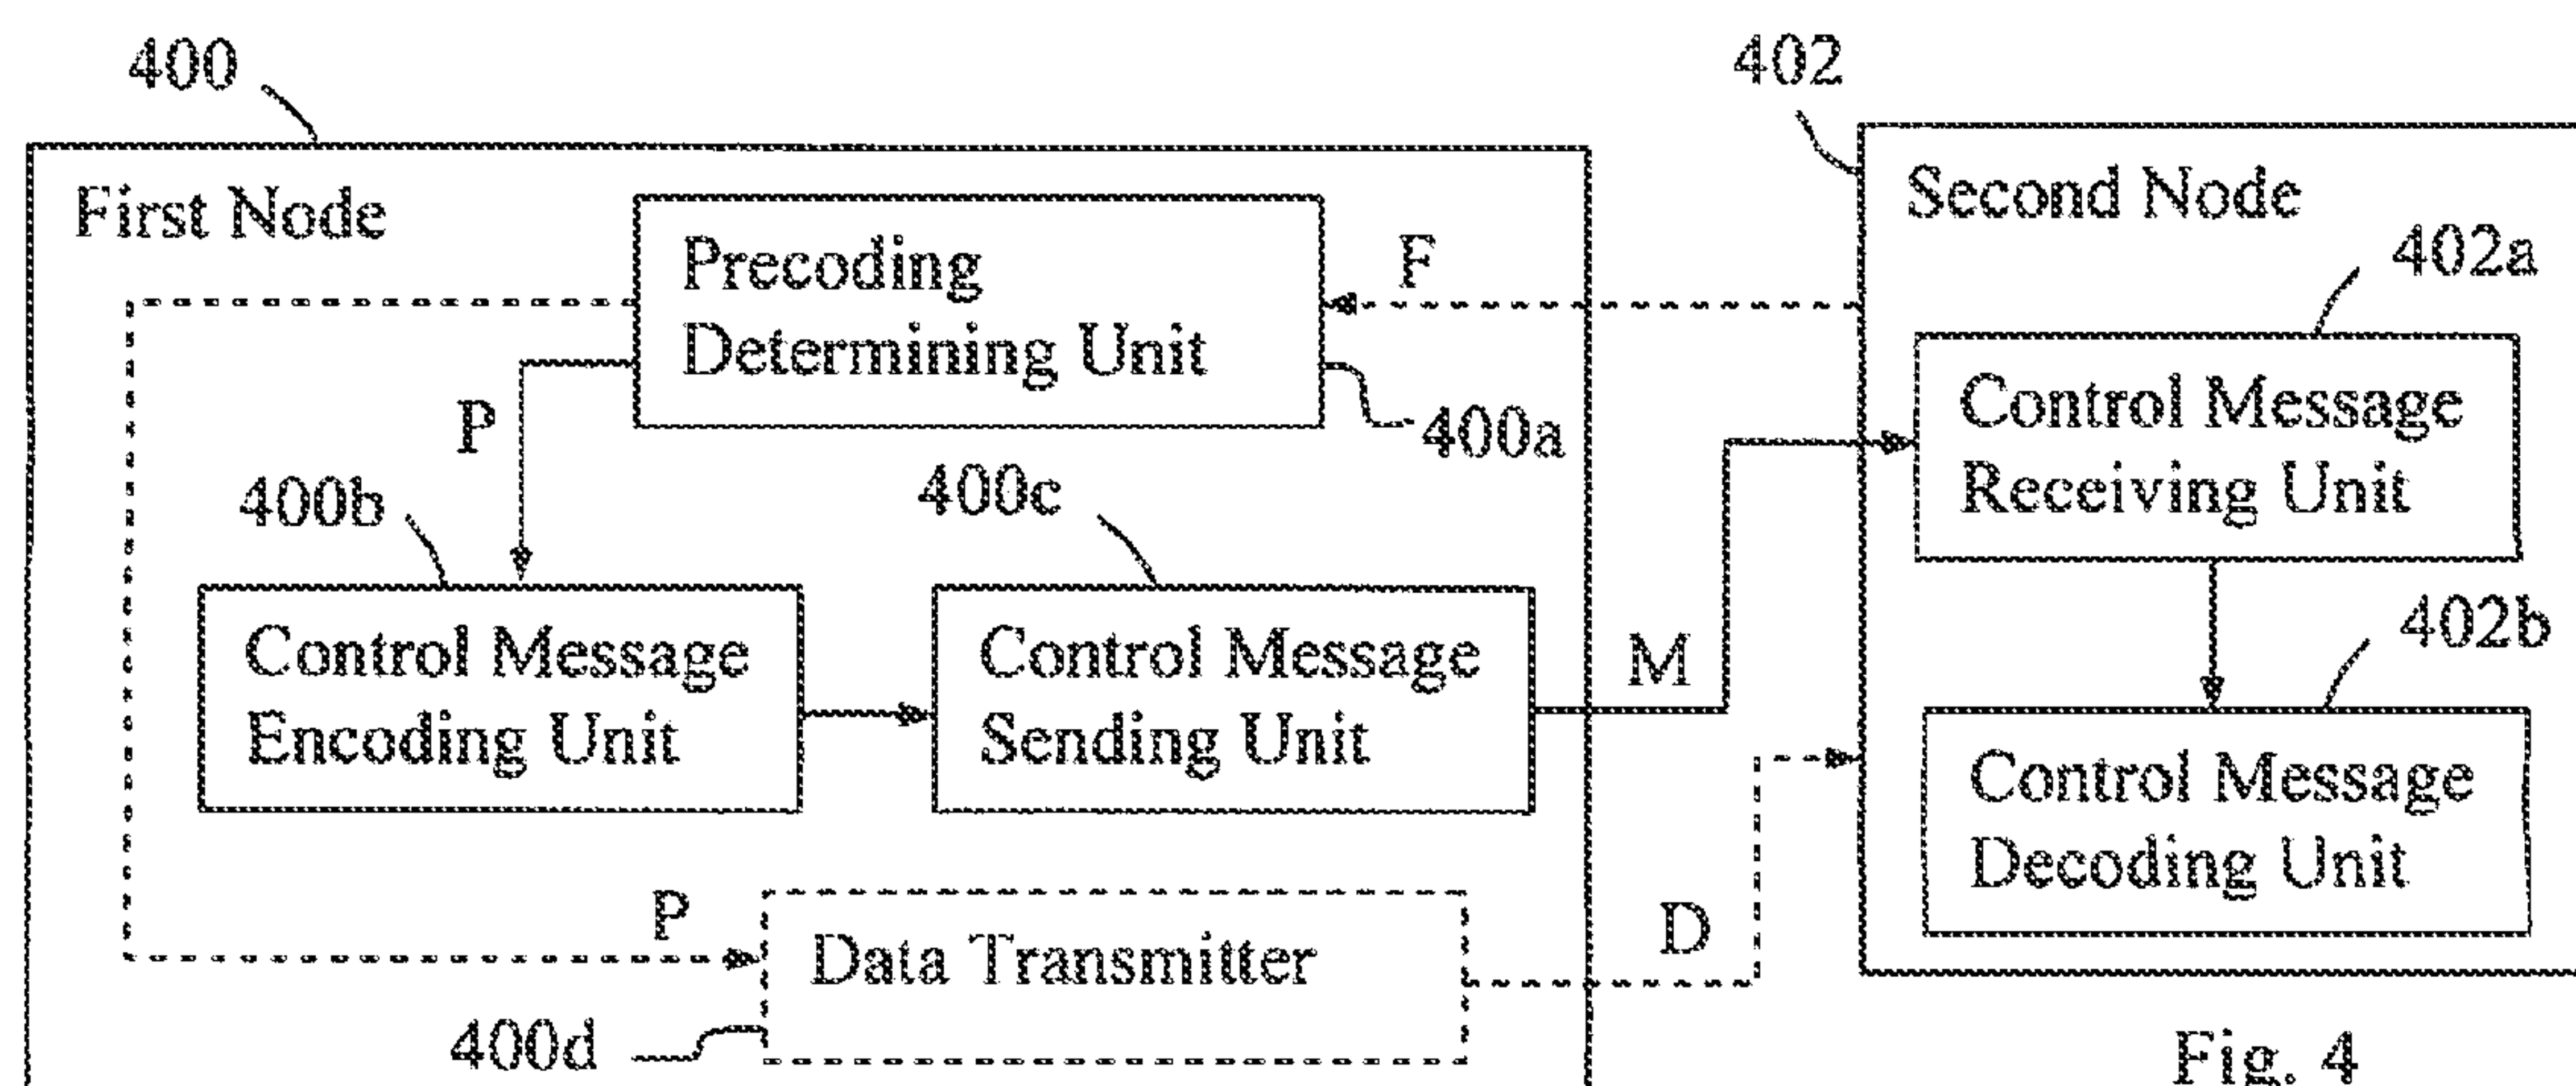 400
402
First Node
Second Node
Precoding
Determining Unit
F
402a
400a
P
Control Message
Receiving Unit
400b
400c
Control Message
Encoding Unit
Control Message
Sending Unit
M
402b
Control Message
Decoding Unit
P
Data Transmitter
D
400d
Fig. 4